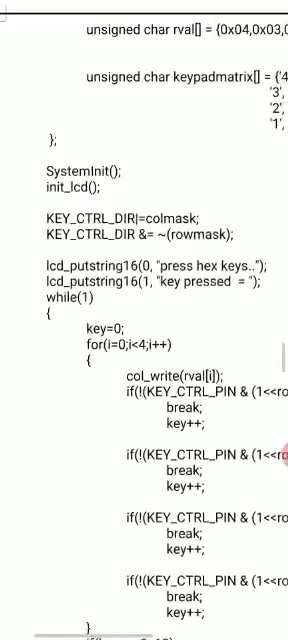 unsigned char rval[] = {0x04,0x03,0
unsigned char keypadmatrix[] = {'4
'3',
'2',
'1',
};
SystemInit();
init_lcd();
KEY_CTRL_DIR|=colmask;
KEY_CTRL_DIR &= ~(rowmask);
lcd_putstring16(0, "press hex keys..");
lcd_putstring16(1, "key pressed  = ");
while(1)
{
key=0;
for(i=0;i<4;i++)
{
col_write(rval[i]);
if(!(KEY_CTRL_PIN & (1<<ro
break;
key++;
if(!(KEY_CTRL_PIN & (1<<ro
break;
key++;
if(!(KEY_CTRL_PIN & (1<<ro
break;
key++;
if(!(KEY_CTRL_PIN & (1<<ro
break;
key++;
}